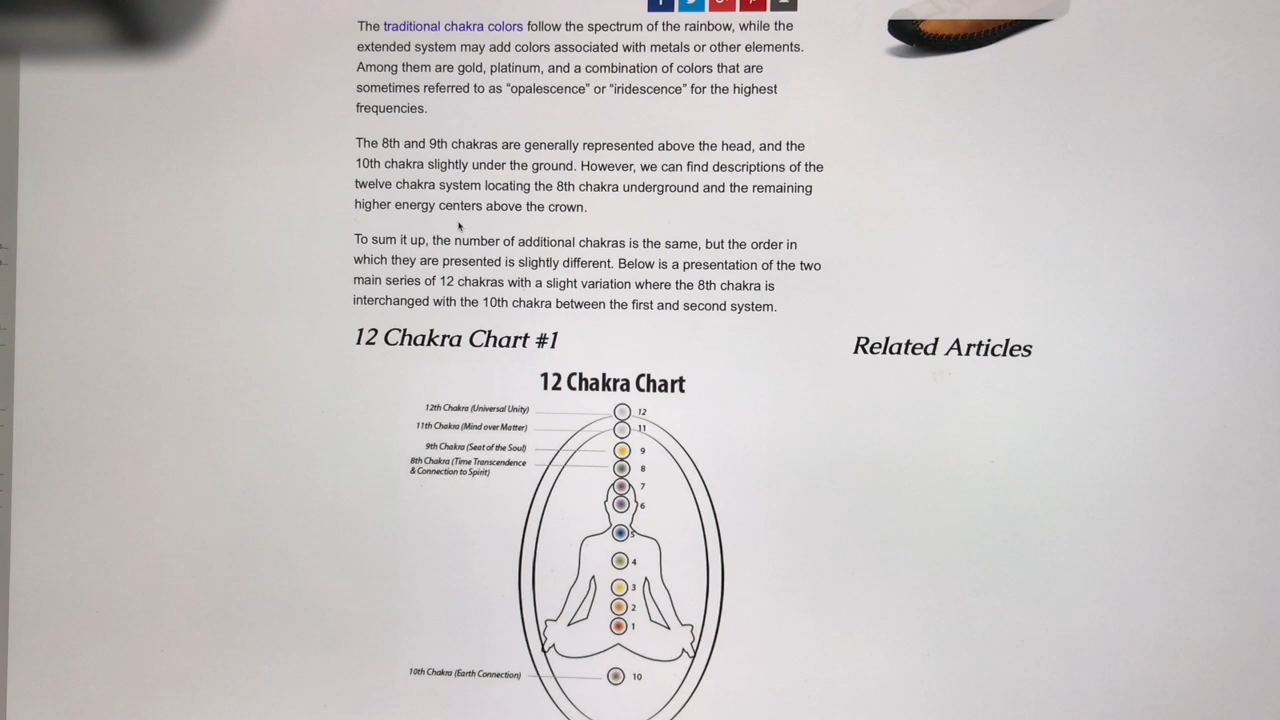 The traditional chakra colors follow the spectrum of the rainbow, while the
extended system may add colors associated with metals or other elements.
Among them are gold, platinum, and a combination of colors that are
sometimes referred to as “opalescence” or “iridescence” for the highest
frequencies.
The 8th and 9th chakras are generally represented above the head, and the
10th chakra slightly under the ground. However, we can find descriptions of the
twelve chakra system locating the 8th chakra underground and the remaining
higher energy centers above the crown.
To sum it up, the number of additional chakras is the same, but the order in
which they are presented is slightly different. Below is a presentation of the two
main series of 12 chakras with a slight variation where the 8th chakra is
interchanged with the 10th chakra between the first and second system.
12 Chakra Chart #1
Related Articles
12 Chakra Chart
12th Chakra (Universal Unity)
12
11th Chakra (Mind over Matter)
11
9th Chakra (Seat of the Soul)
9
8th Chakra (Time Transcendence
& Connection to Spirit)
8
7
6
5
4
3
2
1
10th Chakra (Earth Connection)
10